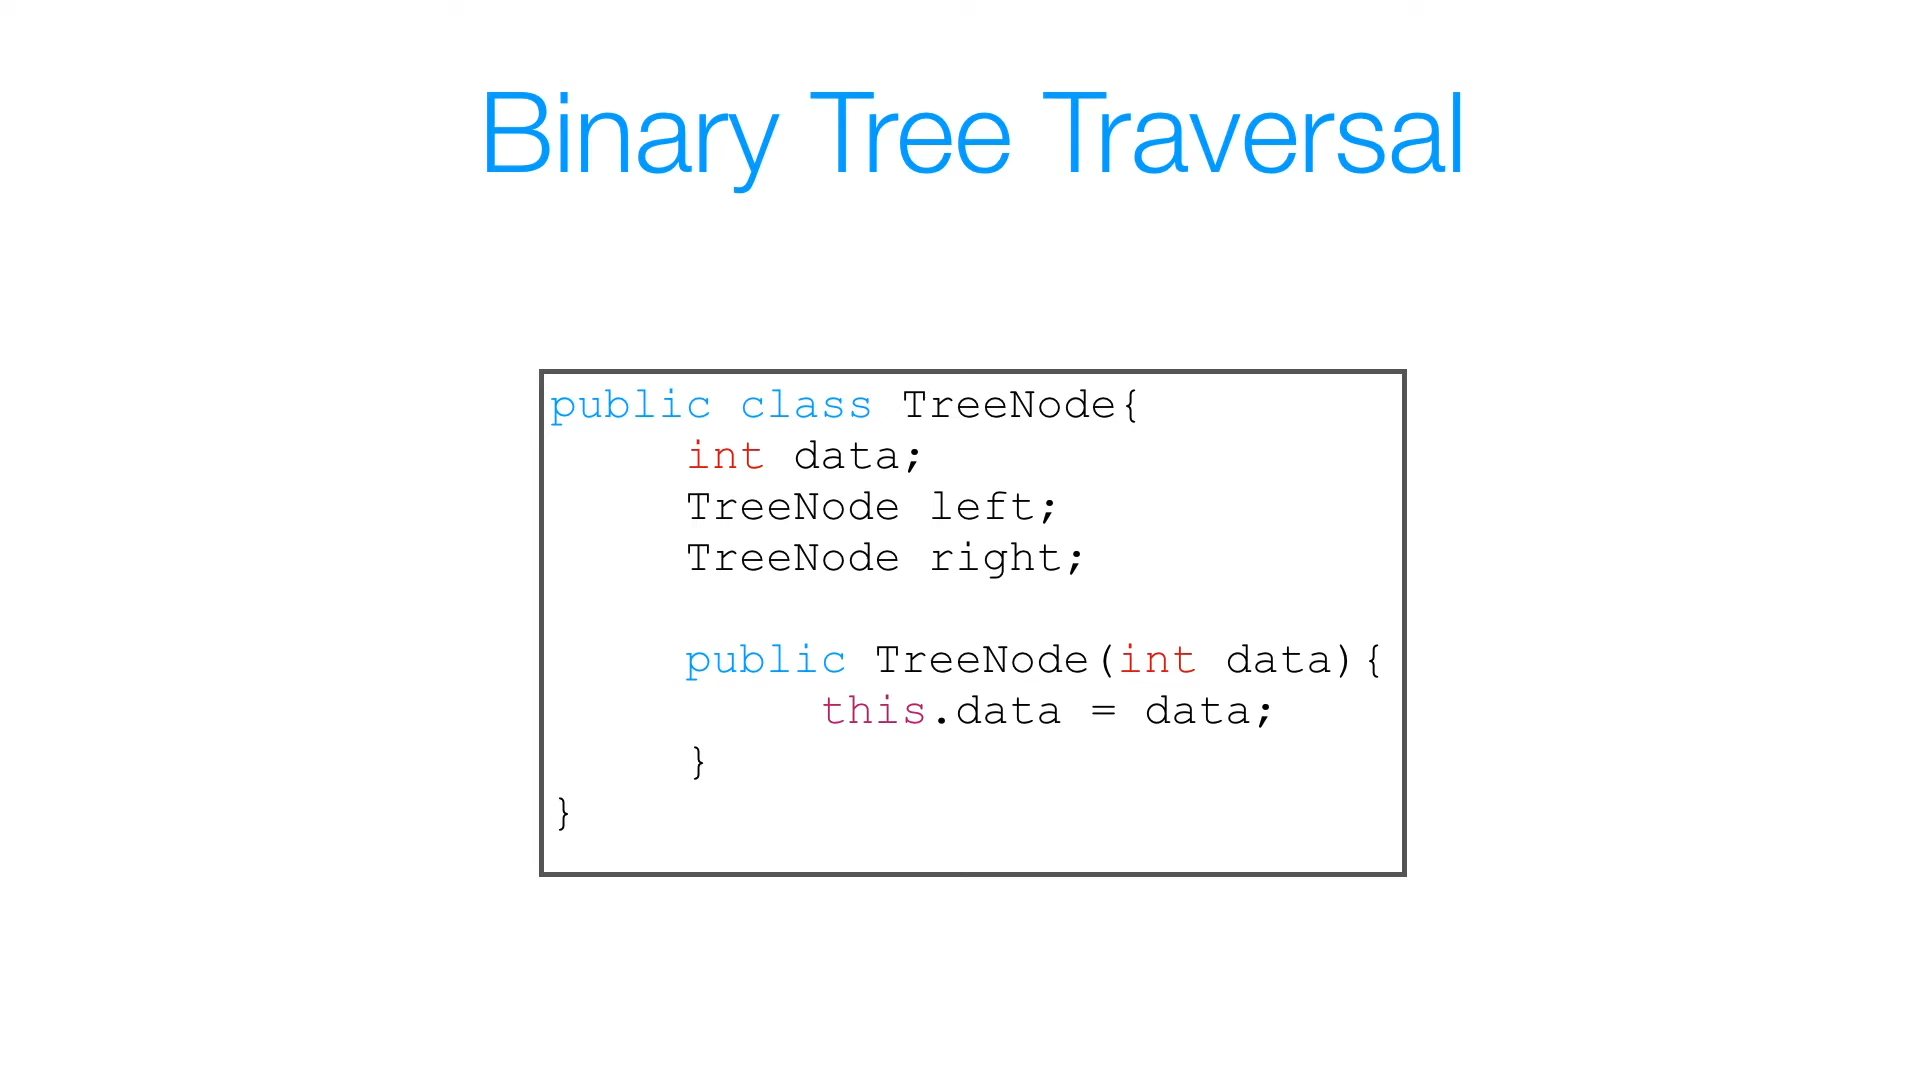 Binary Tree Traversal
public class TreeNode{
int data;
TreeNode left;
TreeNode right;
public TreeNode(int data){
this.data = data;
}
}